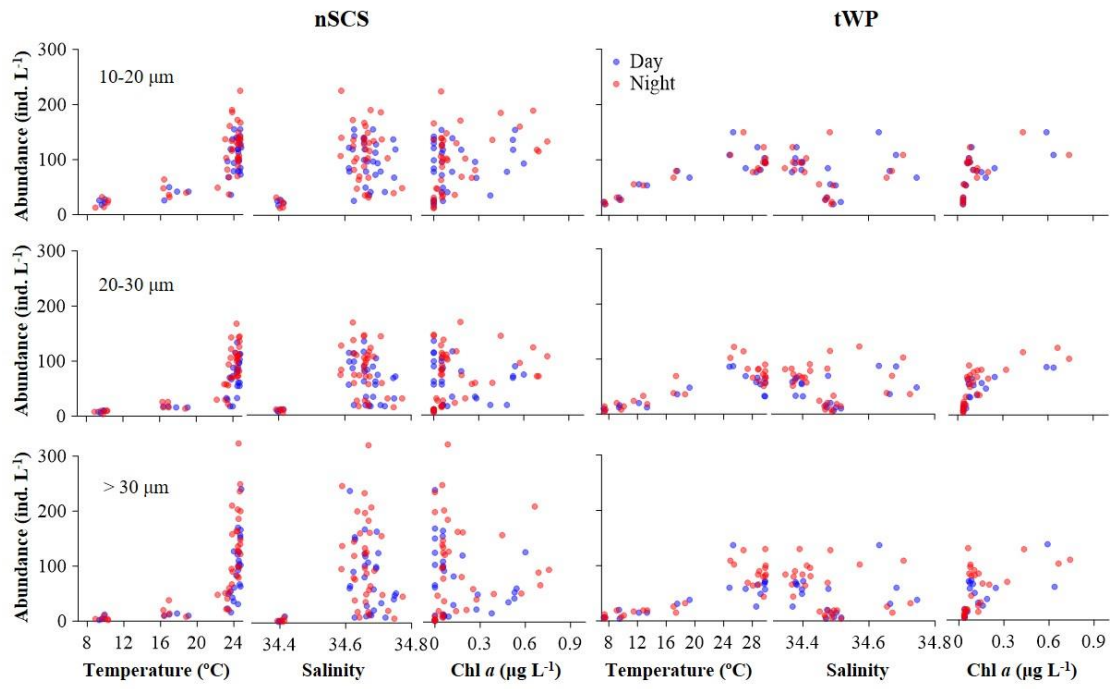 nSCS tWP
Abundance (ind. L-1)
300
200
100
0
10-20 μm
Day
Night
Abundance (ind. L-1)
300
200
100
0
20-30 μm
Abundance (ind. L-1)
300
200
100
0
> 30 μm
8 12 16 20 24 34.4 34.6 34.8 0 0.3 0.6 0.9 8 12 16 20 24 28 34.4 34.6 34.8 0 0.3 0.6 0.9
Temperature (ºC) Salinity Chl a (μg L-1) Temperature (ºC) Salinity Chl a (μg L-1)